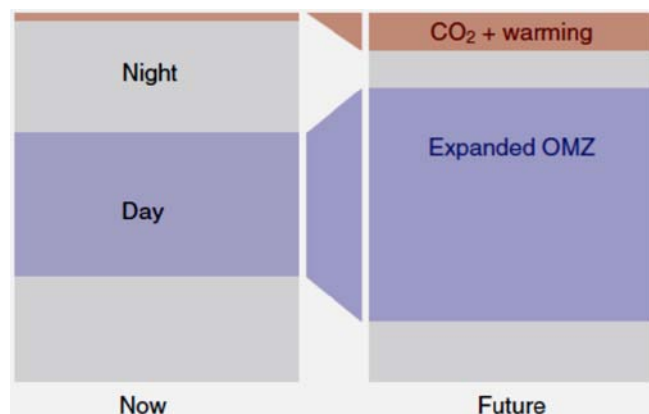 CO₂ + warming
Night
Expanded OMZ
Day
Now
Future